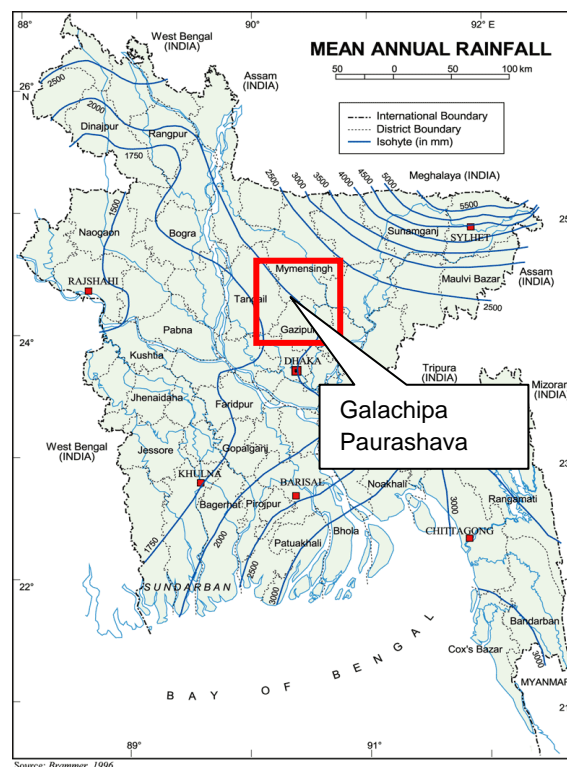 88°
90°
92° E
West Bengal
(INDIA)
MEAN ANNUAL RAINFALL
50 0 50 100 km
Assam
(INDIA)
26°
N
2500
2000
Dinajpur
Rangpur
1750
International Boundary
District Boundary
Isohyte (in mm)
Meghalaya (INDIA)
2500
3000
3500
4000
4500
5000
5500
1500
Sunamganj
SYLHET
25
Naogaon
Bogra
Mymensingh
Maulvi Bazar
Assam
(INDIA)
RAJSHAHI
Tangail
2500
Pabna
Gazipur
24°
Kushtia
DHAKA
Tripura
(INDIA)
Mizoram
(INDIA)
Jhenaidaha
Faridpur
Galachipa
Paurashava
West Bengal
(INDIA)
Jessore
Gopalganj
23
KHULNA
BARISAL
Noakhali
3000
Rangamati
Bagerhat
Pirojpur
Bhola
CHITTAGONG
1750
2000
Patuakhali
2500
3000
22°
SUNDARBAN
Bandarban
Cox's Bazar
3000
MYANMAR
BAY OF BENGAL
21
89°
90°
91°
92°
Source: Brammer, 1996